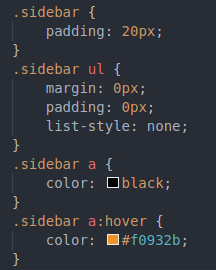 .sidebar {
    padding: 20px;
}
.sidebar ul {
    margin: 0px;
    padding: 0px;
    list-style: none;
}
.sidebar a {
    color: black;
}
.sidebar a:hover {
    color: #f0932b;
}